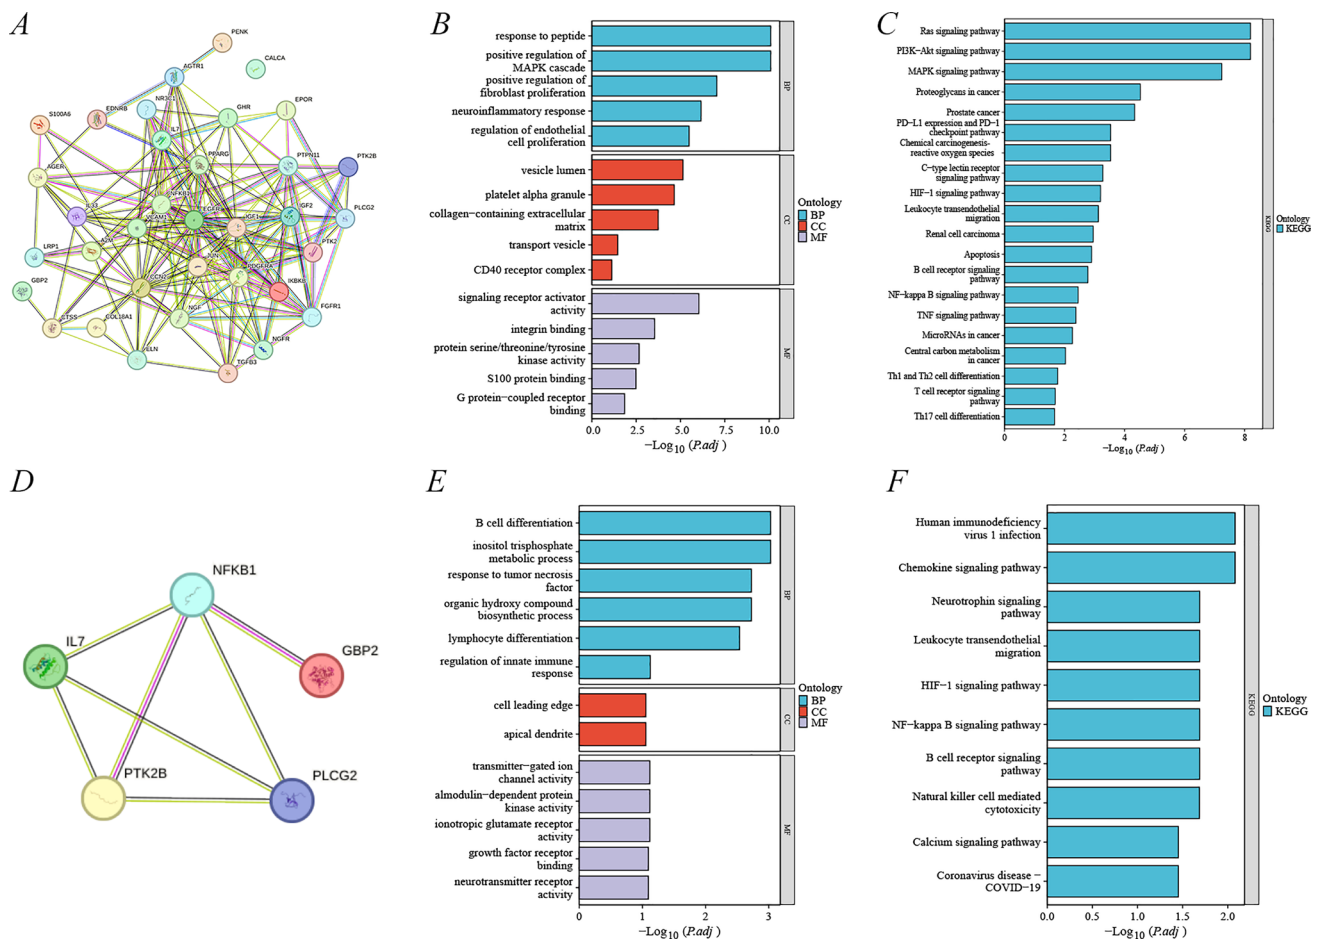 A
PENK
CALCA
AGTR1
NR3C1
EDNRB
GHR
EPOR
S100A6
IL7
PPARG
PTPN11
PTK2B
AGER
NFKB1
IL33
EGFR
VCAM1
IGF1
IGF2
PLCG2
A2M
PTK2
LRP1
JUN
PDGFRA
GBP2
CCN2
IKBKB
CTSS
COL18A1
NGF
FGFR1
NGFR
ELN
TGFB3
B
response to peptide
positive regulation of
MAPK cascade
positive regulation of
fibroblast proliferation
neuroinflammatory response
regulation of endothelial
cell proliferation
BP
vesicle lumen
platelet alpha granule
collagen−containing extracellular
matrix
transport vesicle
CD40 receptor complex
CC
signaling receptor activator
activity
integrin binding
protein serine/threonine/tyrosine
kinase activity
S100 protein binding
G protein−coupled receptor
binding
MF
0.0 2.5 5.0 7.5 10.0
−Log10 (P.adj )
Ontology
BP
CC
MF
C
Ras signaling pathway
PI3K−Akt signaling pathway
MAPK signaling pathway
Proteoglycans in cancer
Prostate cancer
PD−L1 expression and PD−1
checkpoint pathway
Chemical carcinogenesis-
reactive oxygen species
C−type lectin receptor
signaling pathway
HIF−1 signaling pathway
Leukocyte transendothelial
migration
Renal cell carcinoma
Apoptosis
B cell receptor signaling
pathway
NF−kappa B signaling pathway
TNF signaling pathway
MicroRNAs in cancer
Central carbon metabolism
in cancer
Th1 and Th2 cell differentiation
T cell receptor signaling
pathway
Th17 cell differentiation
KEGG
0 2 4 6 8
−Log10 (P.adj )
Ontology
KEGG
D
NFKB1
IL7
GBP2
PTK2B
PLCG2
E
B cell differentiation
inositol trisphosphate
metabolic process
response to tumor necrosis
factor
organic hydroxy compound
biosynthetic process
lymphocyte differentiation
regulation of innate immune
response
BP
cell leading edge
apical dendrite
CC
transmitter−gated ion
channel activity
almodulin−dependent protein
kinase activity
ionotropic glutamate receptor
activity
growth factor receptor
binding
neurotransmitter receptor
activity
MF
0 1 2 3
−Log10 (P.adj )
Ontology
BP
CC
MF
F
Human immunodeficiency
virus 1 infection
Chemokine signaling pathway
Neurotrophin signaling
pathway
Leukocyte transendothelial
migration
HIF−1 signaling pathway
NF−kappa B signaling pathway
B cell receptor signaling
pathway
Natural killer cell mediated
cytotoxicity
Calcium signaling pathway
Coronavirus disease −
COVID−19
KEGG
0.0 0.5 1.0 1.5 2.0
−Log10 (P.adj )
Ontology
KEGG